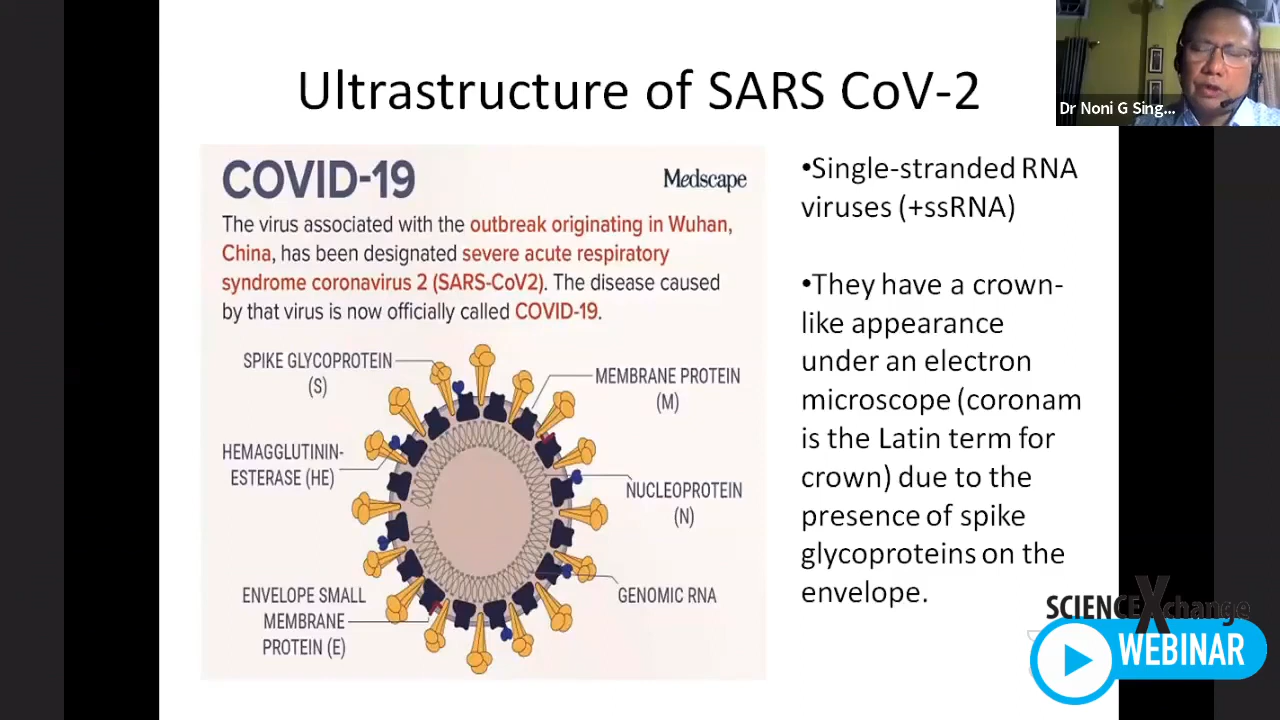 Ultrastructure of SARS CoV-2
Dr Noni G Sing...
COVID-19
Medscape
The virus associated with the outbreak originating in Wuhan,
China, has been designated severe acute respiratory
syndrome coronavirus 2 (SARS-CoV2). The disease caused
by that virus is now officially called COVID-19.
SPIKE GLYCOPROTEIN
(S)
MEMBRANE PROTEIN
(M)
HEMAGGLUTININ-
ESTERASE (HE)
NUCLEOPROTEIN
(N)
ENVELOPE SMALL
MEMBRANE
PROTEIN (E)
GENOMIC RNA
•Single-stranded RNA
viruses (+ssRNA)
•They have a crown-
like appearance
under an electron
microscope (coronam
is the Latin term for
crown) due to the
presence of spike
glycoproteins on the
envelope.
SCIENCEXchange
WEBINAR